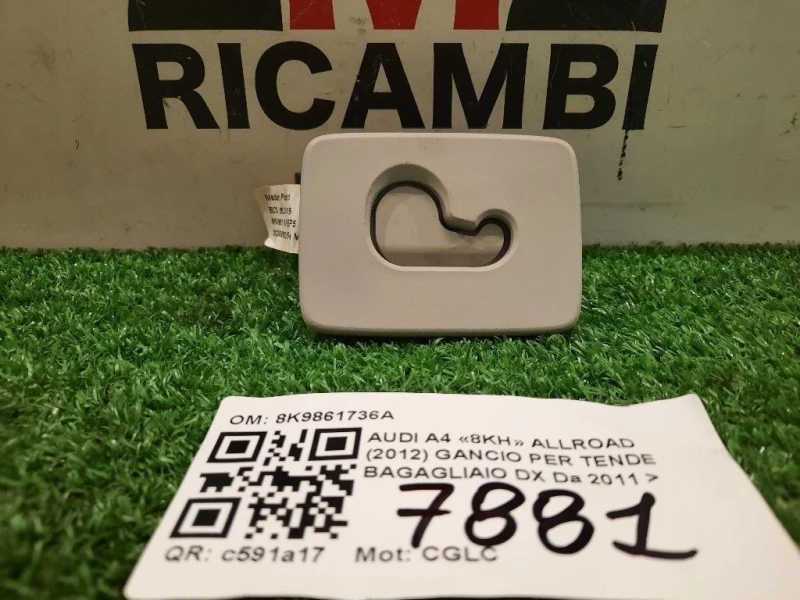 M
RICAMBI
OM: 8K9861736A
AUDI A4 «8KH» ALLROAD
(2012) GANCIO PER TENDE
BAGAGLIAIO DX Da 2011 >
7881
QR: c591a17 Mot: CGLC